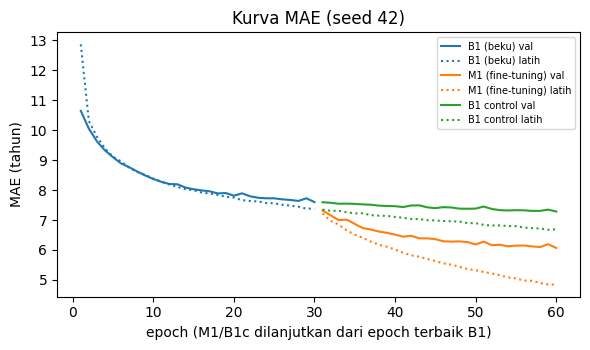 Kurva MAE (seed 42)
MAE (tahun)
13
12
11
10
9
8
7
6
5
B1 (beku) val
B1 (beku) latih
M1 (fine-tuning) val
M1 (fine-tuning) latih
B1 control val
B1 control latih
0 10 20 30 40 50 60
epoch (M1/B1c dilanjutkan dari epoch terbaik B1)